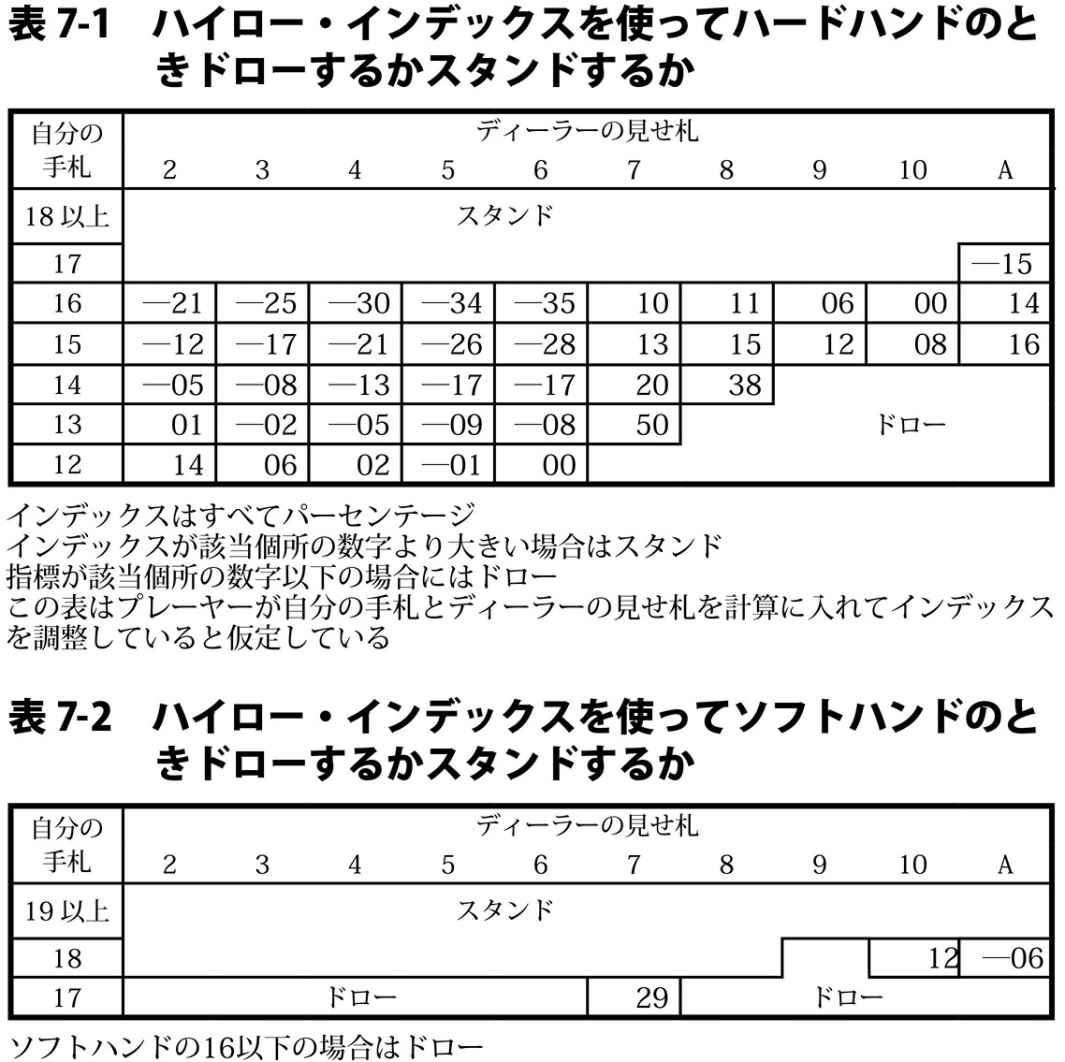 表 7-1　ハイロー・インデックスを使ってハードハンドのと
きドローするかスタンドするか
自分の　ディーラーの見せ札
手札　2　3　4　5　6　7　8　9　10　A
18 以上　スタンド
17　—15
16　—21　—25　—30　—34　—35　10　11　06　00　14
15　—12　—17　—21　—26　—28　13　15　12　08　16
14　—05　—08　—13　—17　—17　20　38
13　01　—02　—05　—09　—08　50　ドロー
12　14　06　02　—01　00
インデックスはすべてパーセンテージ
インデックスが該当個所の数字より大きい場合はスタンド
指標が該当個所の数字以下の場合にはドロー
この表はプレーヤーが自分の手札とディーラーの見せ札を計算に入れてインデックス
を調整していると仮定している
表 7-2　ハイロー・インデックスを使ってソフトハンドのと
きドローするかスタンドするか
自分の　ディーラーの見せ札
手札　2　3　4　5　6　7　8　9　10　A
19 以上　スタンド
18　12　—06
17　ドロー　29　ドロー
ソフトハンドの16以下の場合はドロー